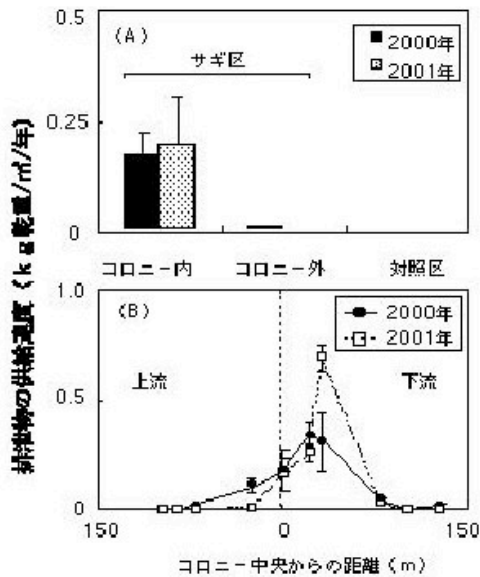 排泄物の供給速度（ｋｇ乾重/㎡/年）
0.5
0.25
0
(A)
サギ区
2000年
2001年
コロニー内
コロニー外
対照区
1.0
0.5
0
(B)
2000年
2001年
上流
下流
150
0
150
コロニー中央からの距離（ｍ）